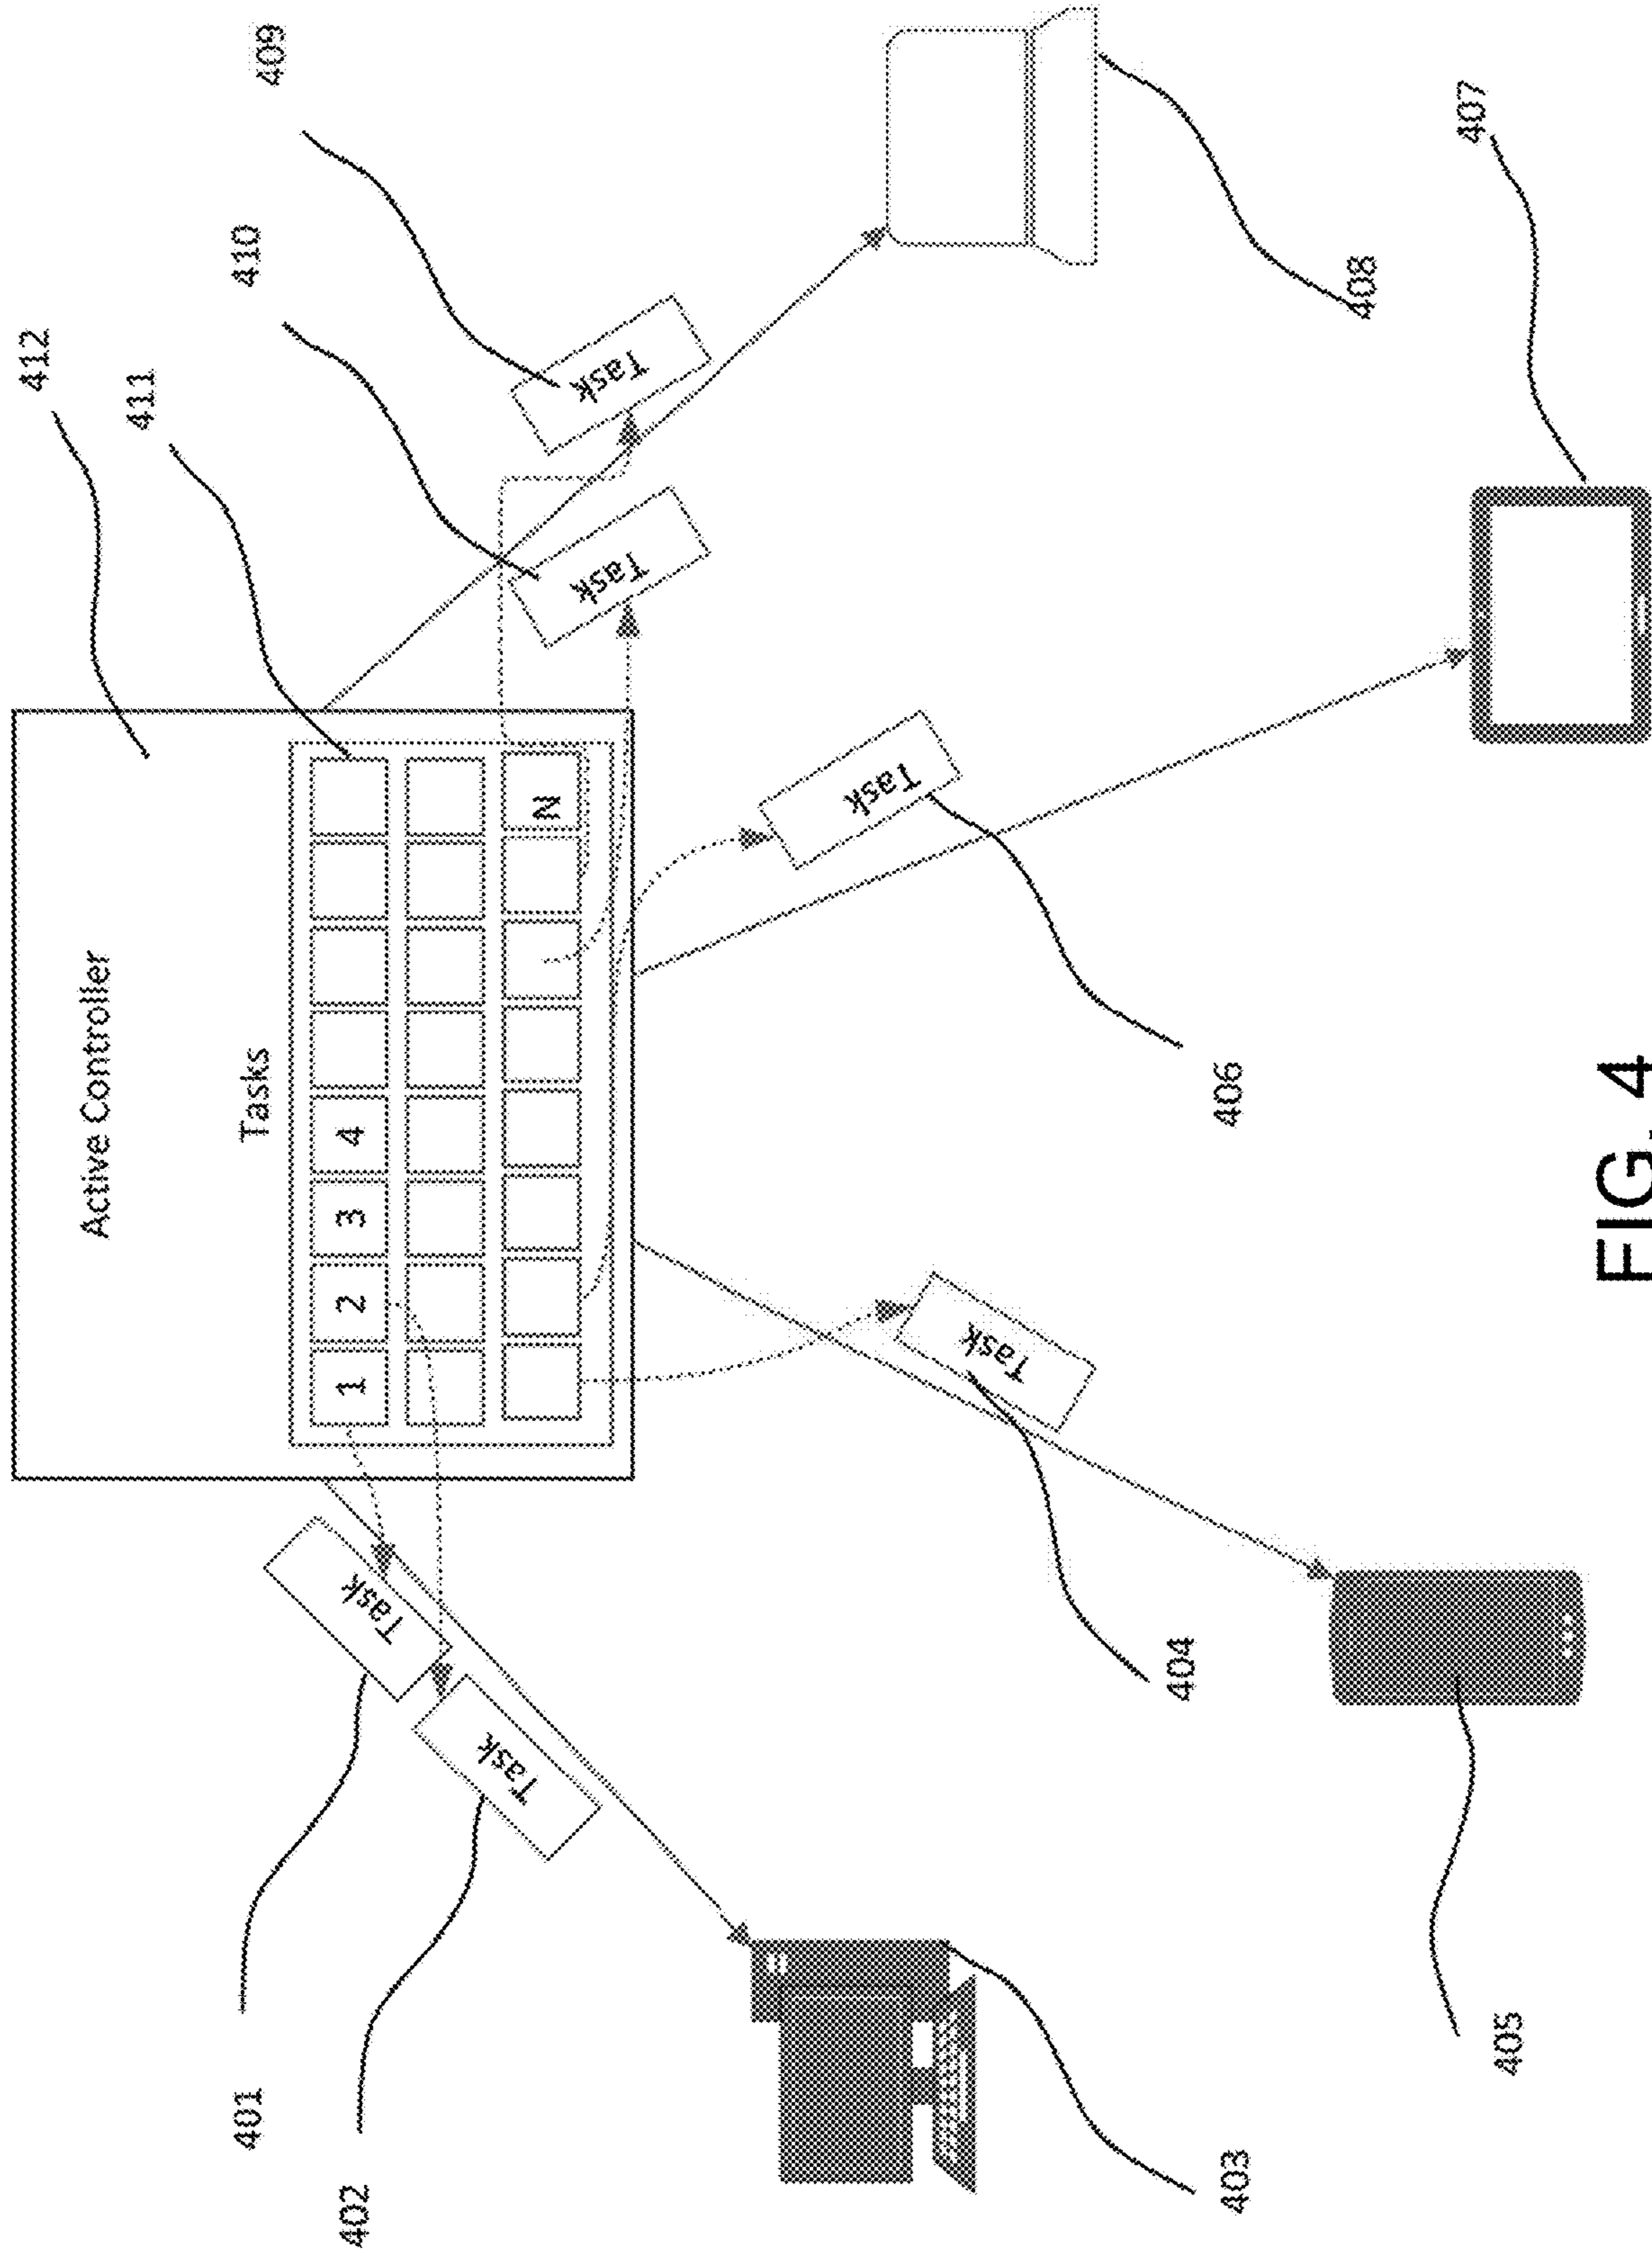 412
Active Controller
411
Tasks
1 2 3 4
N
401
Task
402
Task
410
Task
409
Task
Task
406
Task
404
403
408
405
407
FIG. 4